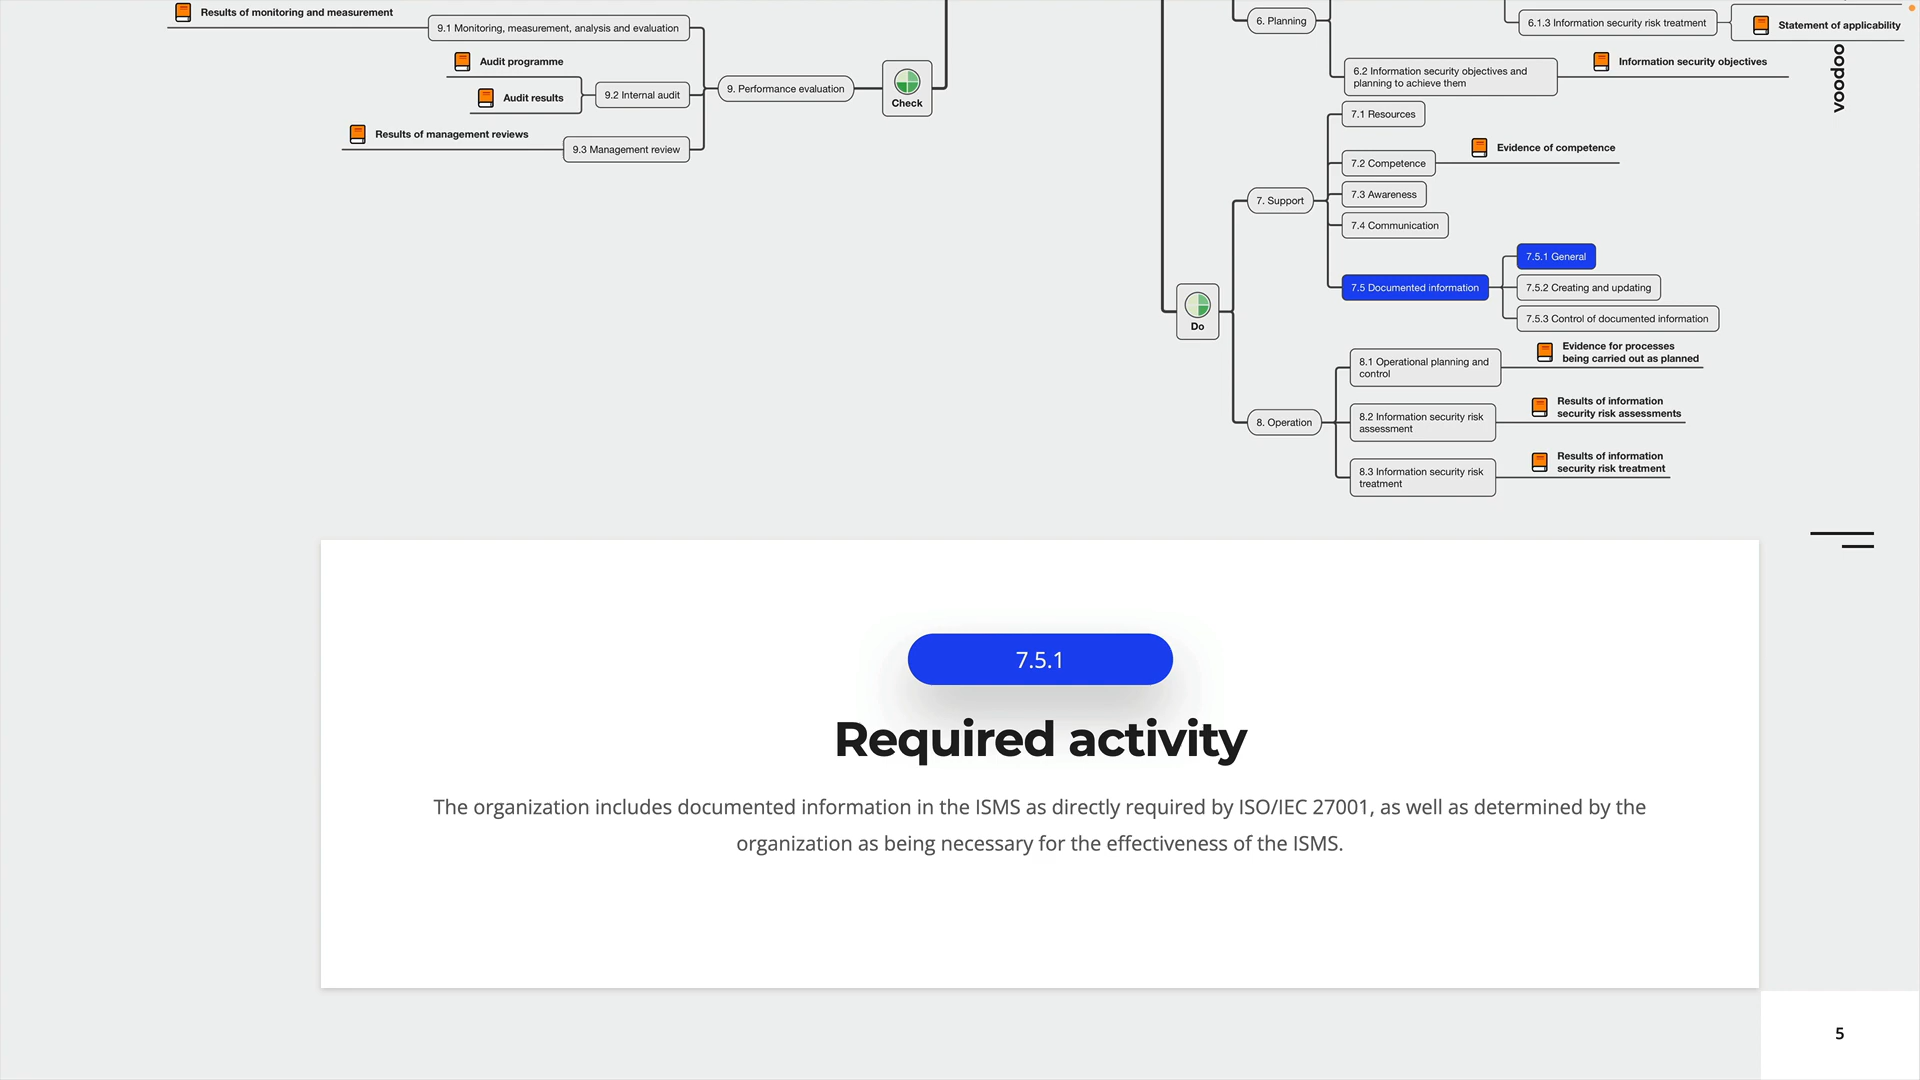 Results of monitoring and measurement
9.1 Monitoring, measurement, analysis and evaluation
Audit programme
Audit results
9.2 Internal audit
Results of management reviews
9.3 Management review
9. Performance evaluation
Check
6. Planning
6.1.3 Information security risk treatment
Statement of applicability
6.2 Information security objectives and
planning to achieve them
Information security objectives
voodoo
7.1 Resources
7.2 Competence
Evidence of competence
7.3 Awareness
7. Support
7.4 Communication
7.5 Documented information
7.5.1 General
7.5.2 Creating and updating
7.5.3 Control of documented information
Do
8. Operation
8.1 Operational planning and
control
Evidence for processes
being carried out as planned
8.2 Information security risk
assessment
Results of information
security risk assessments
8.3 Information security risk
treatment
Results of information
security risk treatment
7.5.1
Required activity
The organization includes documented information in the ISMS as directly required by ISO/IEC 27001, as well as determined by the
organization as being necessary for the effectiveness of the ISMS.
5